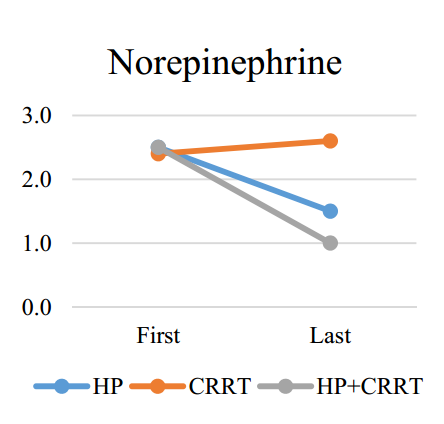 Norepinephrine
3.0
2.0
1.0
0.0
First Last
HP CRRT HP+CRRT